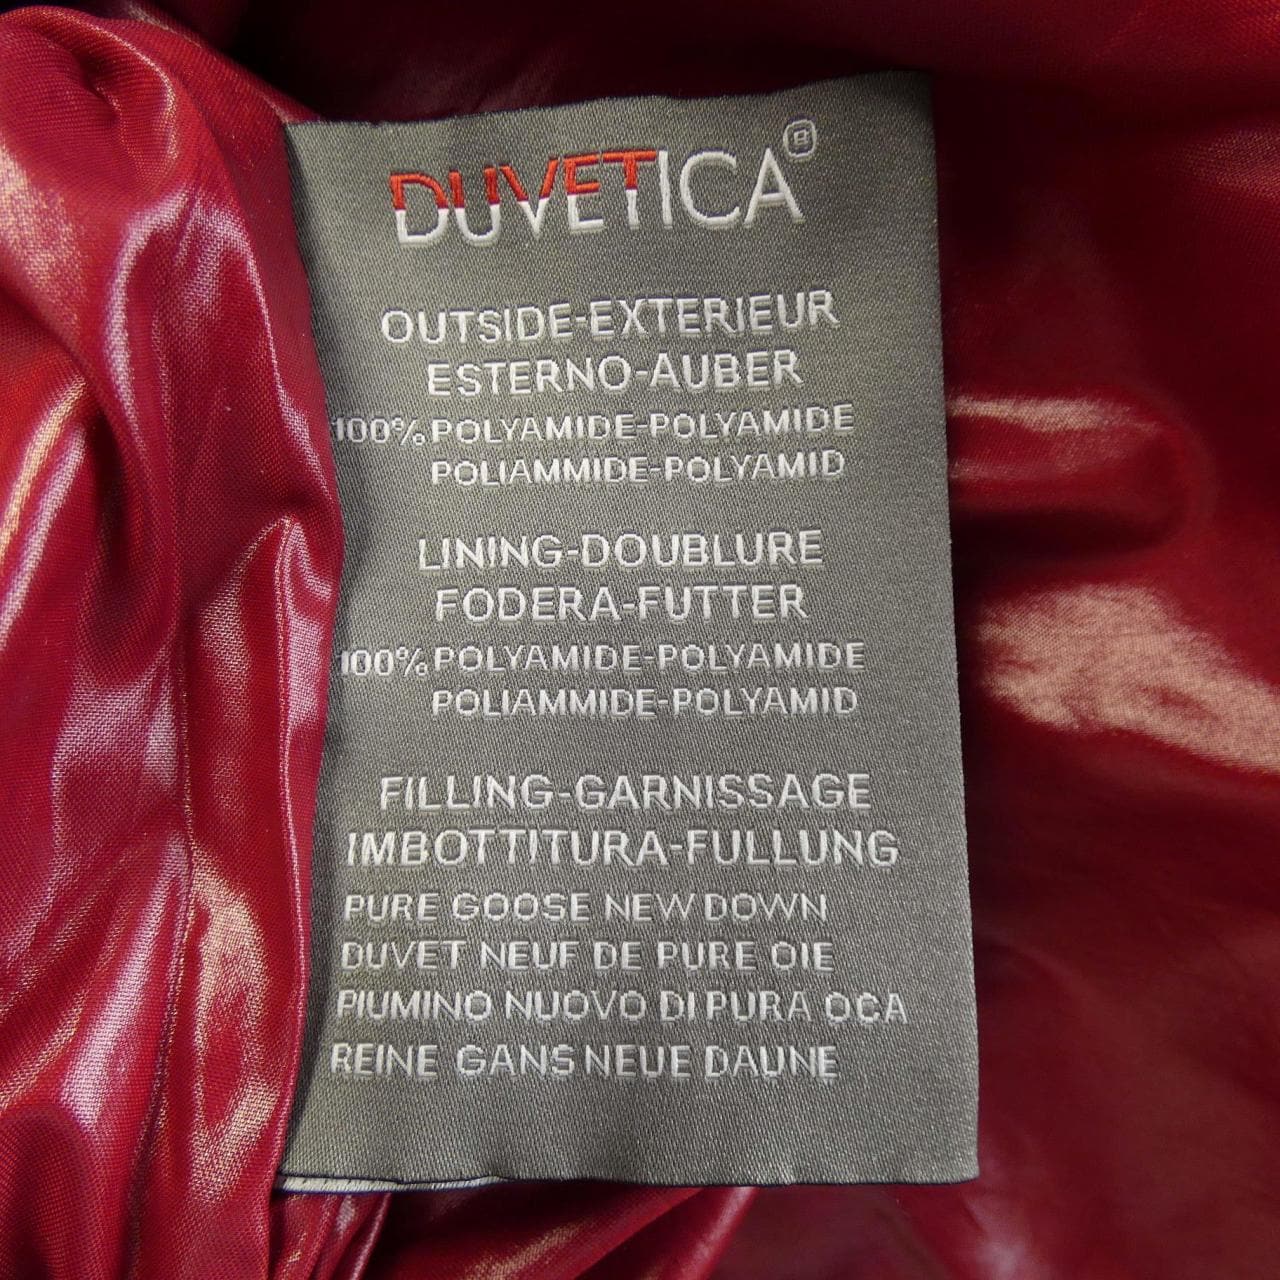 DUVETICA®
OUTSIDE-EXTERIEUR
ESTERNO-AUBER
100% POLYAMIDE-POLYAMIDE
POLIAMMIDE-POLYAMID
LINING-DOUBLURE
FODERA-FUTTER
100% POLYAMIDE-POLYAMIDE
POLIAMMIDE-POLYAMID
FILLING-GARNISSAGE
IMBOTTITURA-FULLUNG
PURE GOOSE NEW DOWN
DUVET NEUF DE PURE OIE
PIUMINO NUOVO DI PURA OCA
REINE GANS NEUE DAUNE